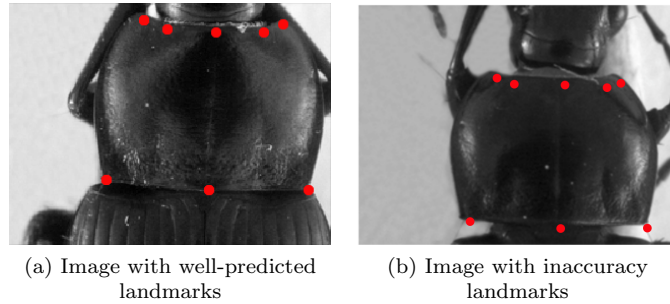 (a) Image with well-predicted
landmarks
(b) Image with inaccuracy
landmarks